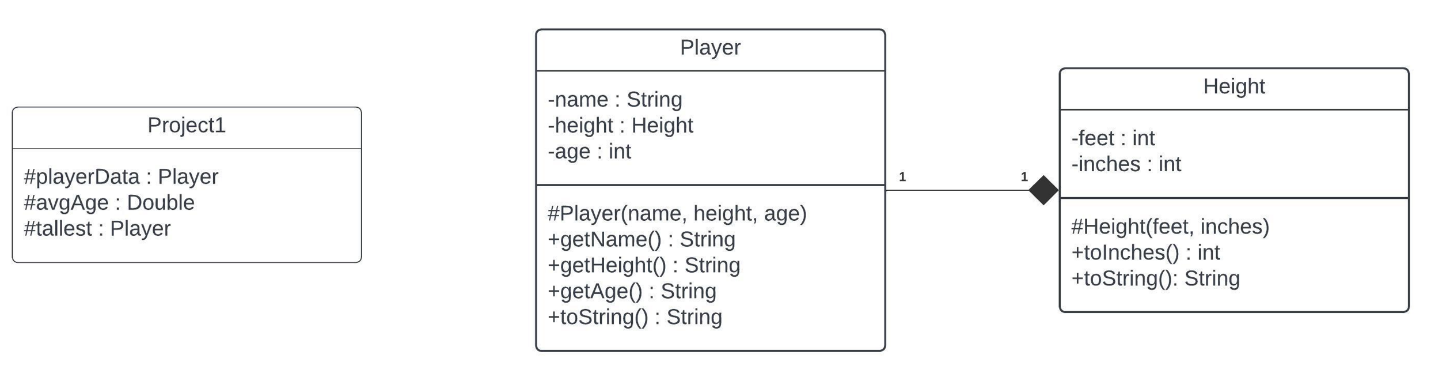 Project1
#playerData : Player
#avgAge : Double
#tallest : Player
Player
-name : String
-height : Height
-age : int
#Player(name, height, age)
+getName() : String
+getHeight() : String
+getAge() : String
+toString() : String
1
1
Height
-feet : int
-inches : int
#Height(feet, inches)
+toInches() : int
+toString(): String